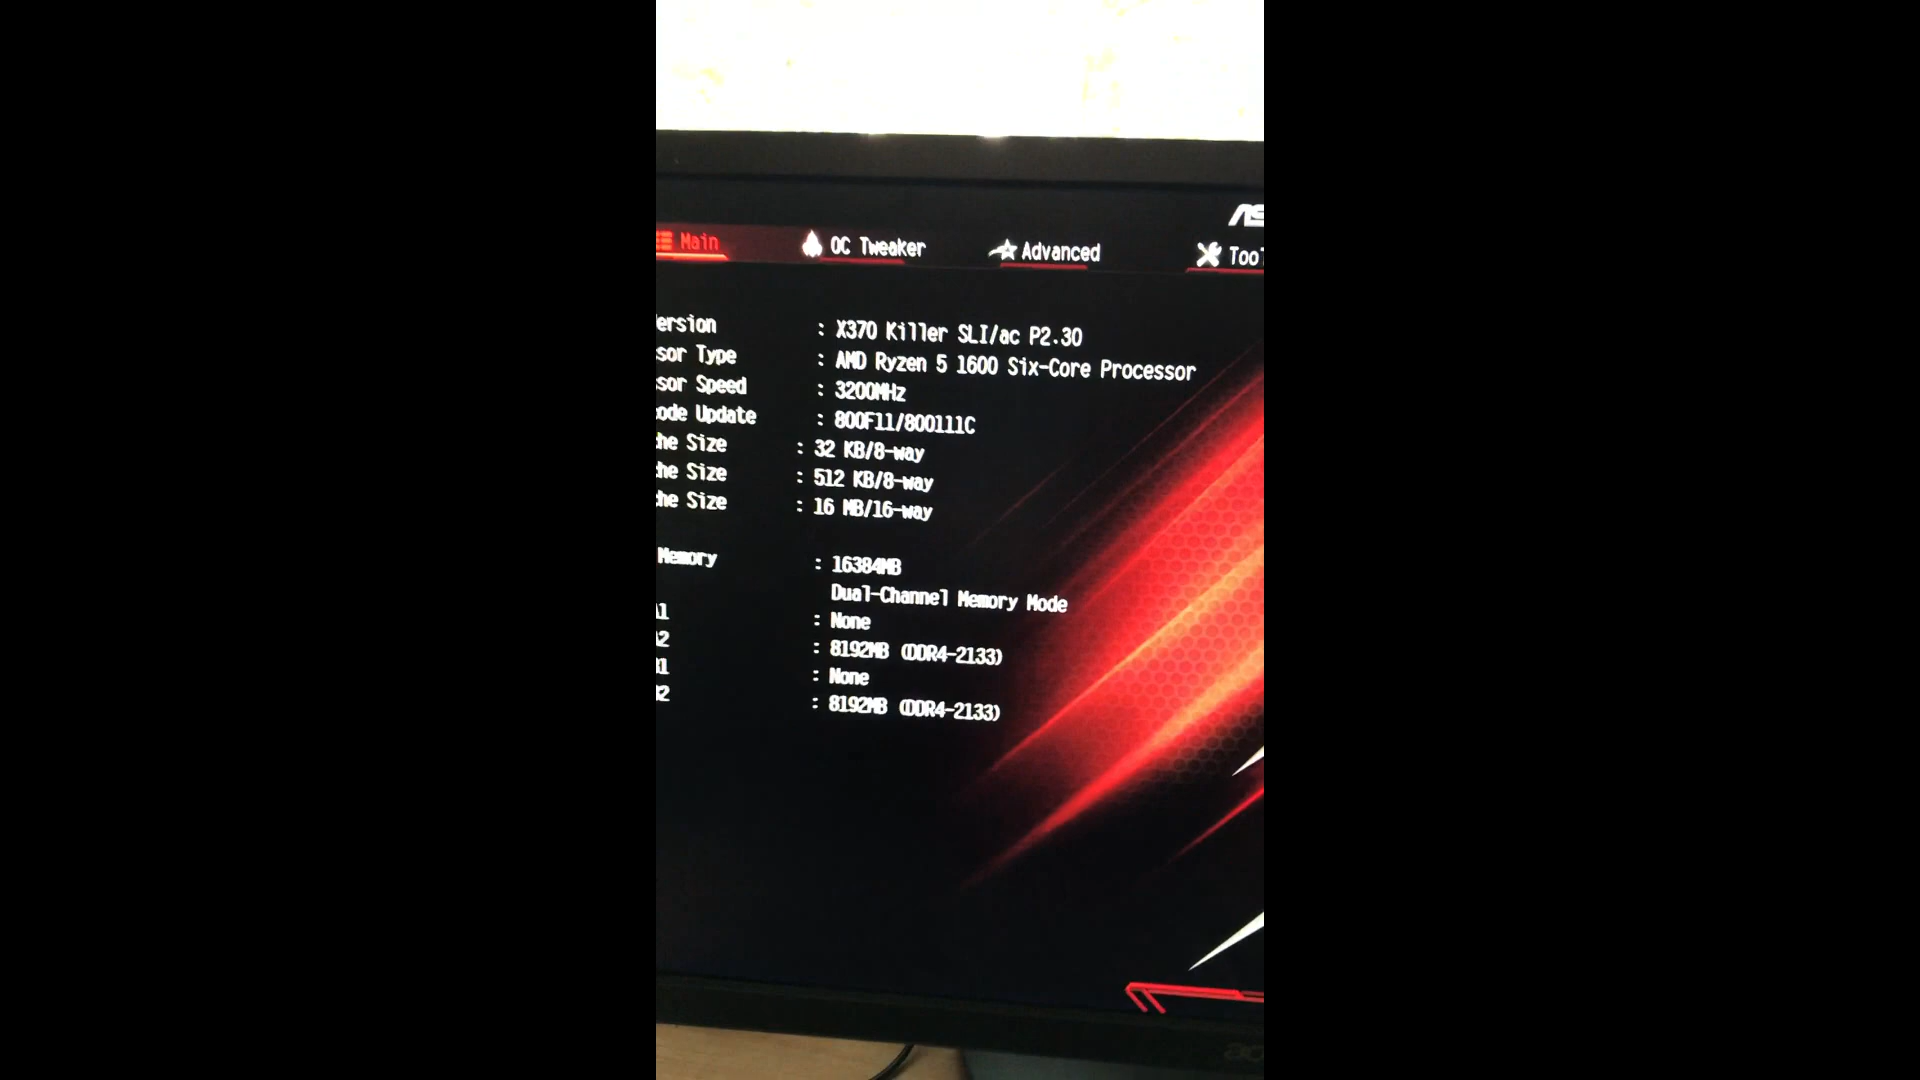 Main OC Tweaker Advanced Tool
ersion : X370 Killer SLI/ac P2.30
sor Type : AMD Ryzen 5 1600 Six-Core Processor
sor Speed : 3200MHz
ode Update : 800F11/800111C
he Size : 32 KB/8-way
he Size : 512 KB/8-way
he Size : 16 MB/16-way
Memory : 16384MB
Dual-Channel Memory Mode
1 : None
2 : 8192MB (DDR4-2133)
1 : None
2 : 8192MB (DDR4-2133)